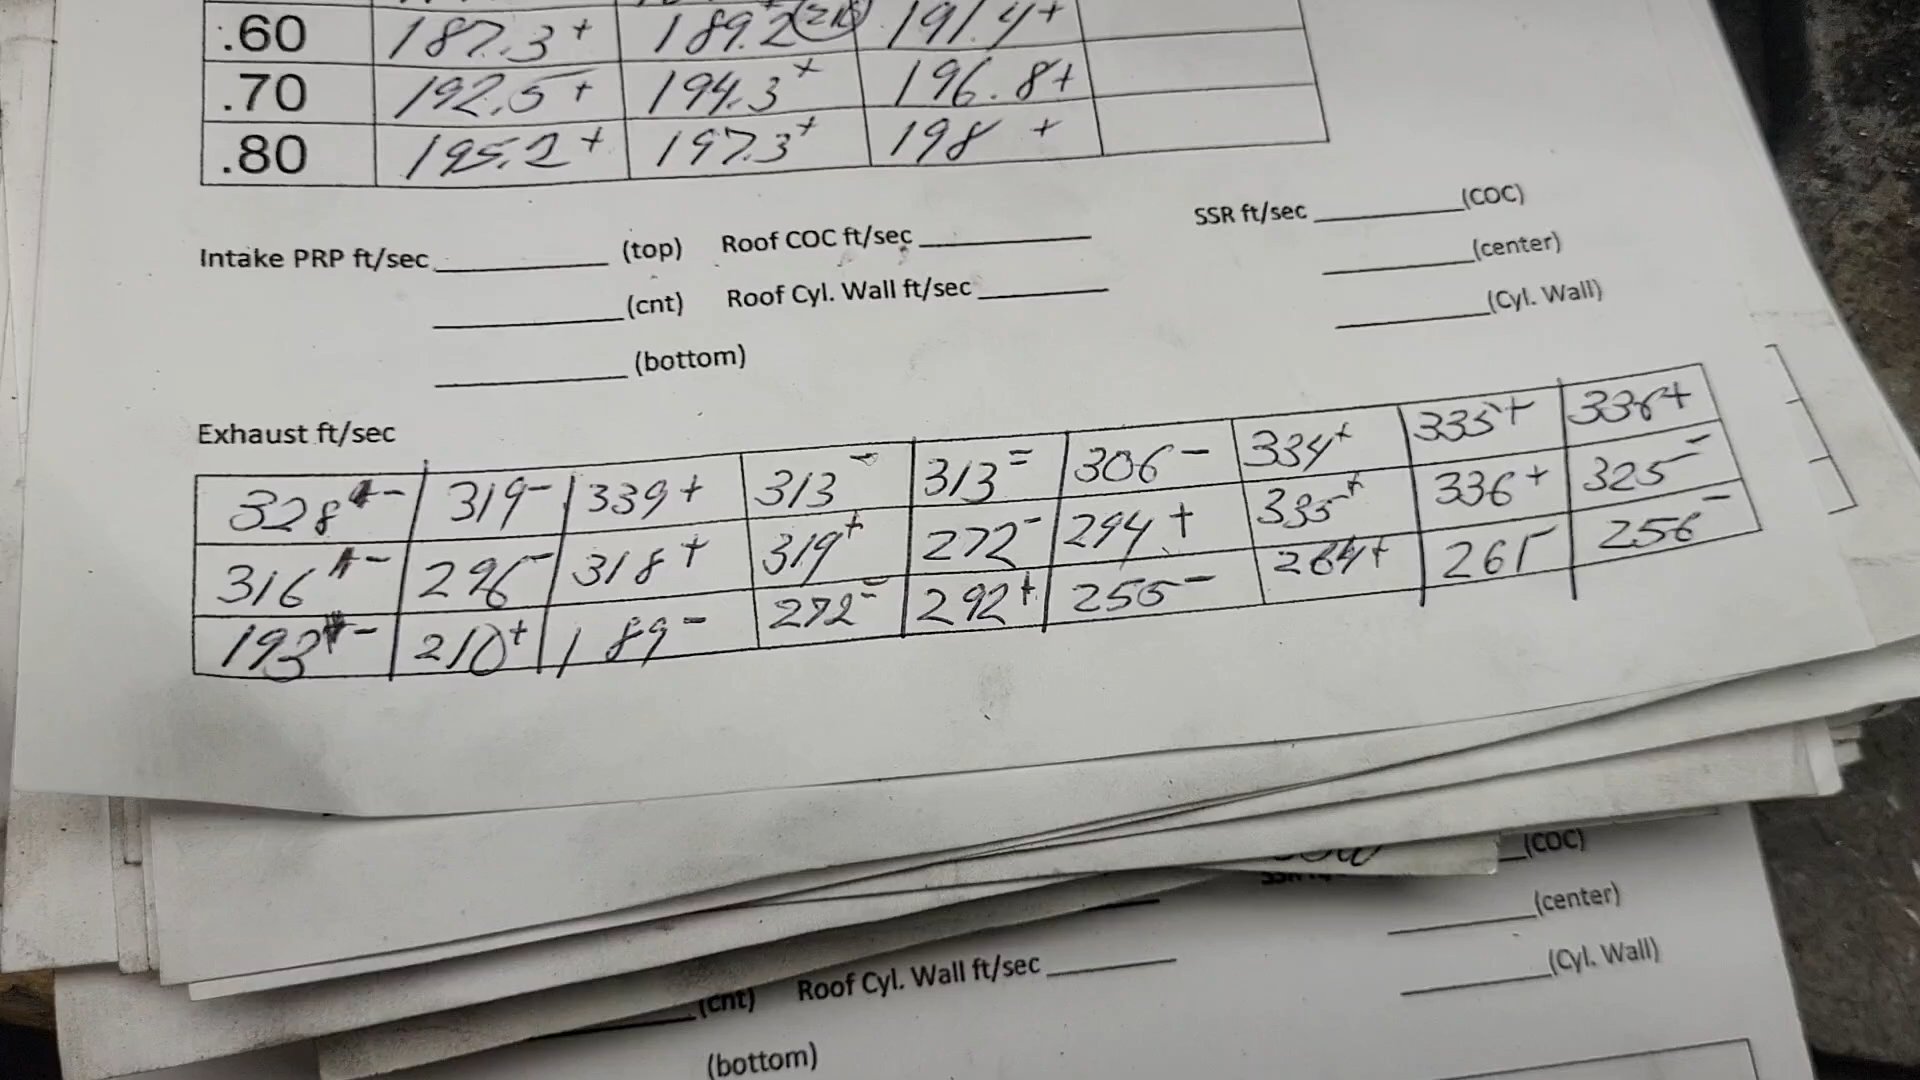 .60 187.3+ 189.2 191.4+
.70 192.5+ 194.3+ 196.8+
.80 195.2+ 197.3+ 198 +
Intake PRP ft/sec (top) Roof COC ft/sec SSR ft/sec (COC)
(cnt) Roof Cyl. Wall ft/sec (center)
(bottom) (Cyl. Wall)
Exhaust ft/sec
328 - 319- 339+ 313- 313= 306- 334+ 335+ 336+
316 - 296- 318+ 319+ 272- 294+ 335+ 336+ 325-
193 - 210+ 189- 272= 292+ 255- 264+ 261- 256-
(COC)
(center)
(cnt) Roof Cyl. Wall ft/sec (Cyl. Wall)
(bottom)